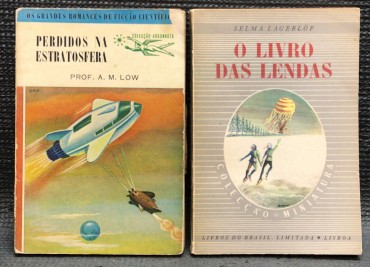 OS GRANDES ROMANCES DE FICÇÃO CIENTÍFICA
PERDIDOS NA
ESTRATOSFERA
COLECÇÃO ARGONAUTA
PROF. A. M. LOW
SELMA LAGERLÖF
O LIVRO
DAS LENDAS
COLECÇÃO MINIATURA
LIVROS DO BRASIL, LIMITADA • LISBOA